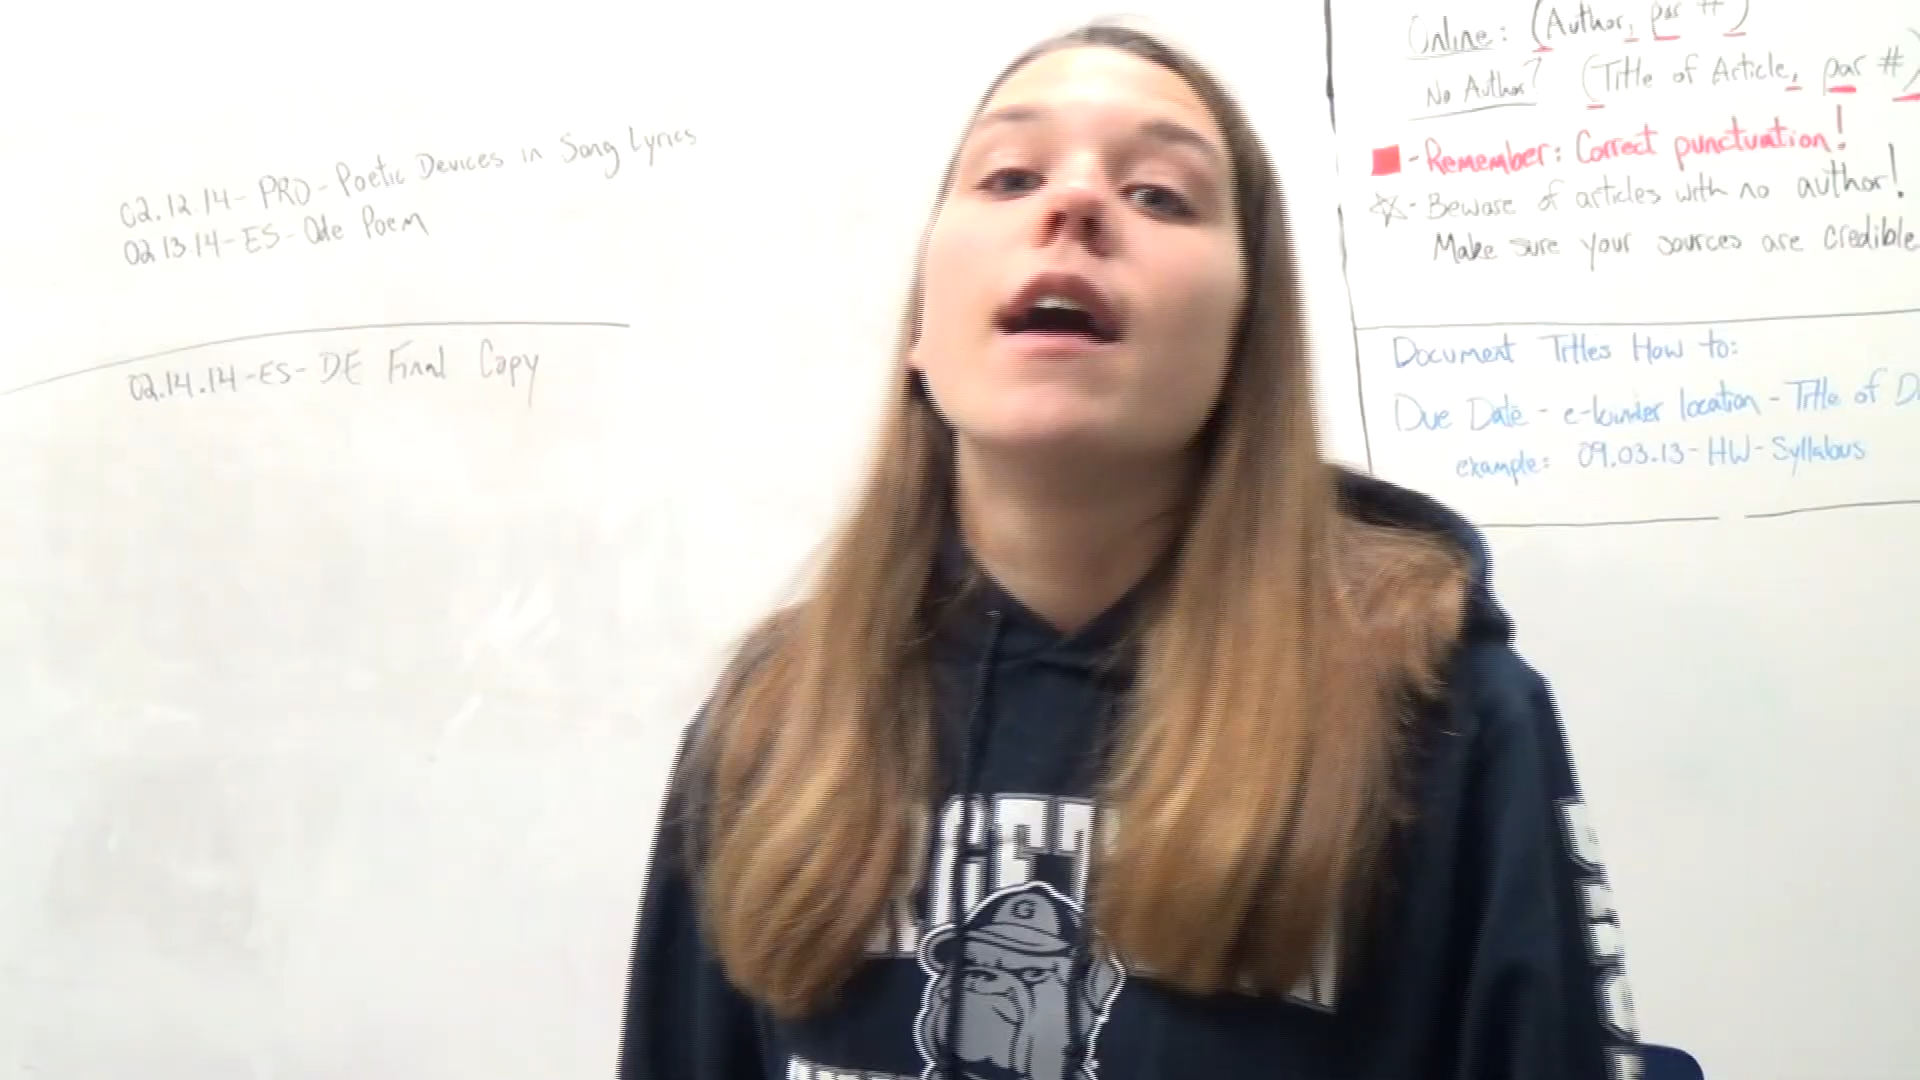 02.12.14- PRO - Poetic Devices in Song Lyrics
02.13.14-ES-Ode Poem
02.14.14-ES- DE Final Copy
Online: (Author, par #)
No Author? (Title of Article, par #)
- Remember: Correct punctuation!
- Beware of articles with no author!
Make sure your sources are credible
Document Titles How to:
Due Date - e-binder location - Title of D
example: 09.03.13-HW-Syllabus
G